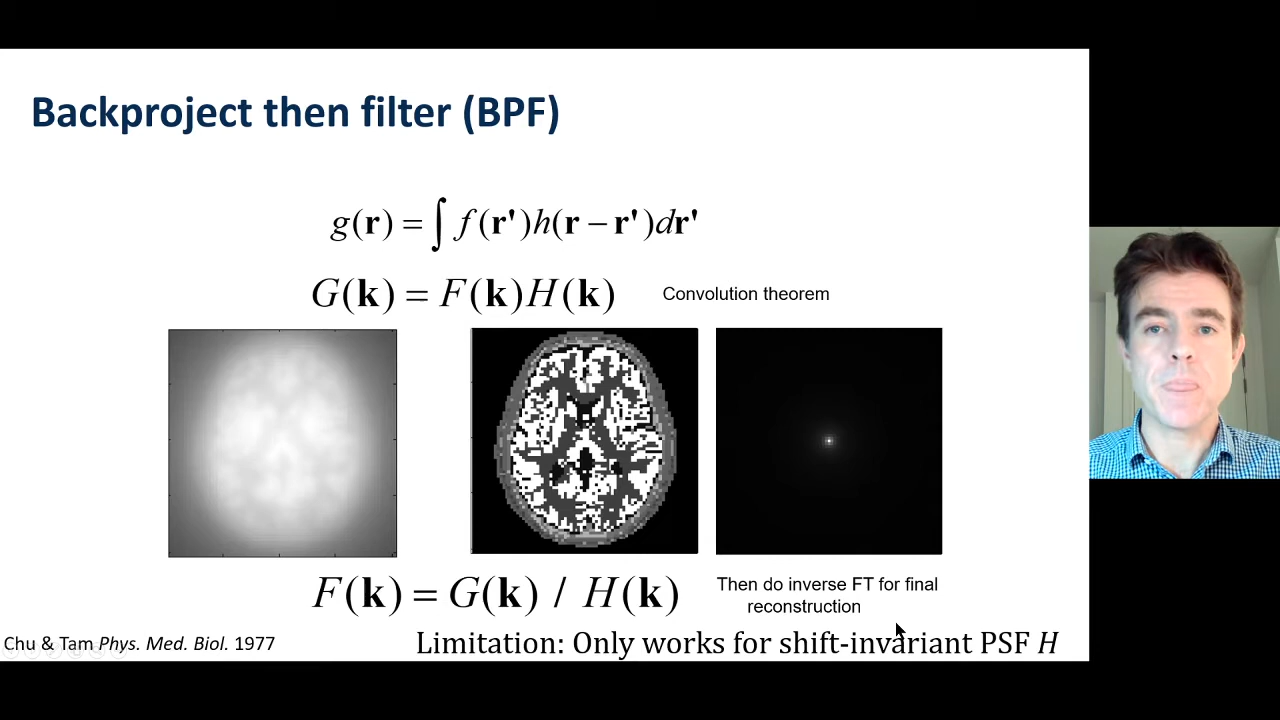 Backproject then filter (BPF)
g(r) = ∫ f(r')h(r − r')dr'
G(k) = F(k)H(k)
Convolution theorem
F(k) = G(k) / H(k)
Then do inverse FT for final
reconstruction
Chu & Tam Phys. Med. Biol. 1977
Limitation: Only works for shift-invariant PSF H